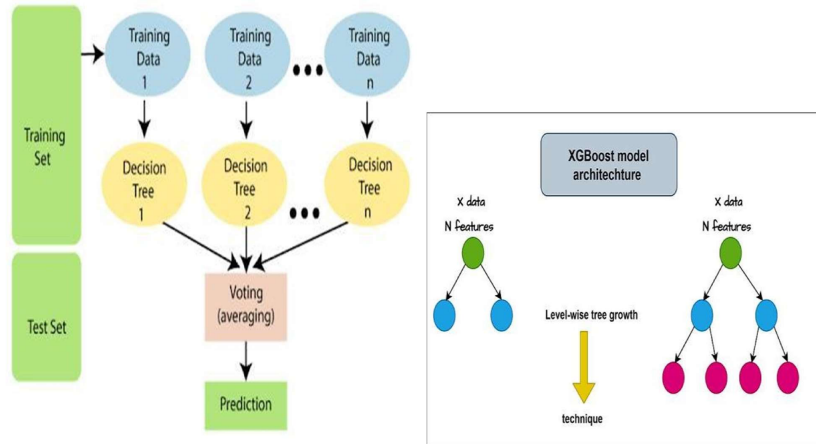 Training
Set
Training
Data
1
Training
Data
2
Training
Data
n
Decision
Tree
1
Decision
Tree
2
Decision
Tree
n
Test Set
Voting
(averaging)
Prediction
XGBoost model
architechture
X data
N features
X data
N features
Level-wise tree growth
technique